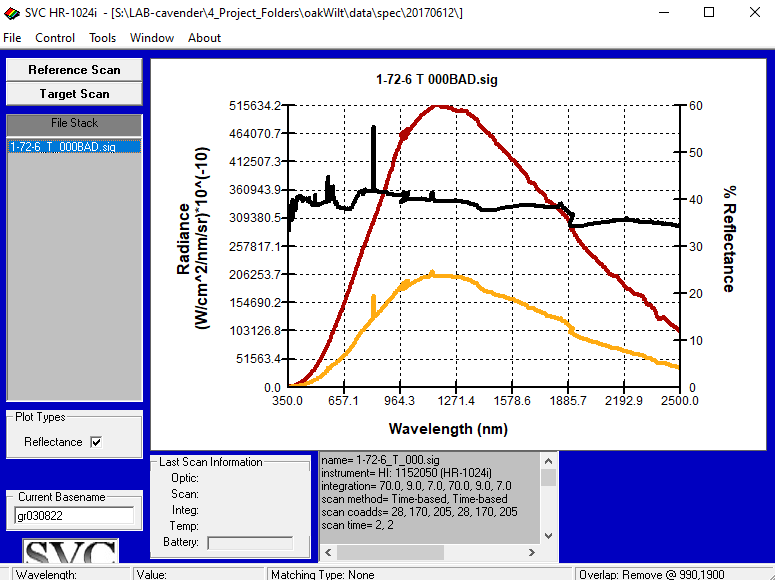 SVC HR-1024i - [S:\LAB-cavender\4_Project_Folders\oakWilt\data\spec\20170612\]
File Control Tools Window About
Reference Scan
Target Scan
File Stack
1-72-6_T_000BAD.sig
Plot Types
Reflectance
Current Basename
gr030822
SVC
1-72-6 T 000BAD.sig
Radiance
(W/cm^2/nm/sr)*10^(-10)
515634.2
464070.7
412507.3
360943.9
309380.5
257817.1
206253.7
154690.2
103126.8
51563.4
0.0
60
50
40
30
20
10
0
% Reflectance
350.0 657.1 964.3 1271.4 1578.6 1885.7 2192.9 2500.0
Wavelength (nm)
Last Scan Information
Optic:
Scan:
Integ:
Temp:
Battery:
name= 1-72-6_T_000.sig
instrument= HI: 1152050 (HR-1024i)
integration= 70.0, 9.0, 7.0, 70.0, 9.0, 7.0
scan method= Time-based, Time-based
scan coadds= 28, 170, 205, 28, 170, 205
scan time= 2, 2
Wavelength: Value: Matching Type: None Overlap: Remove @ 990,1900